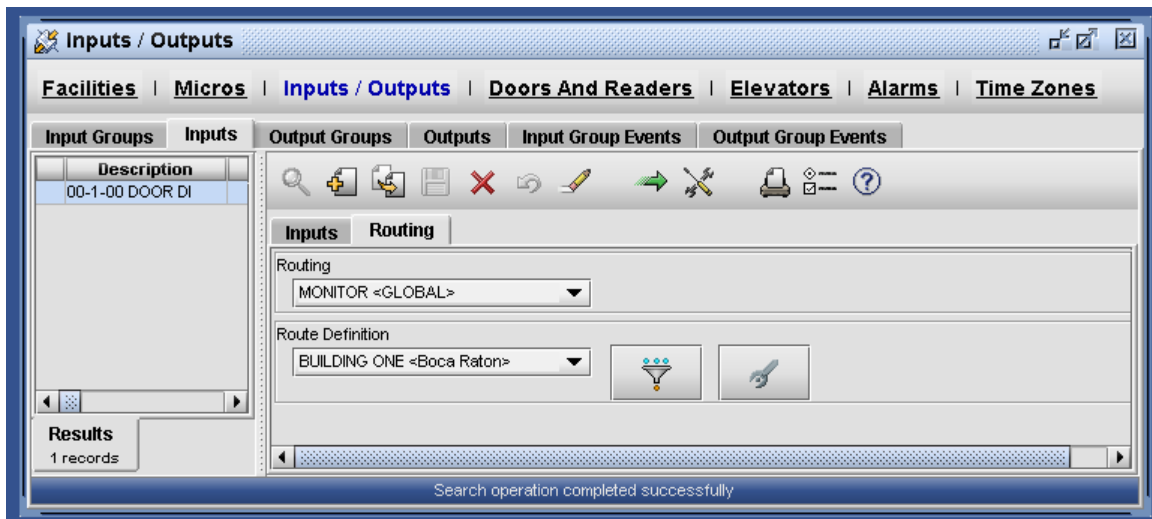 Inputs / Outputs
Facilities | Micros | Inputs / Outputs | Doors And Readers | Elevators | Alarms | Time Zones
Input Groups Inputs Output Groups Outputs Input Group Events Output Group Events
Description
00-1-00 DOOR DI
Inputs Routing
Routing
MONITOR <GLOBAL>
Route Definition
BUILDING ONE <Boca Raton>
Results
1 records
Search operation completed successfully